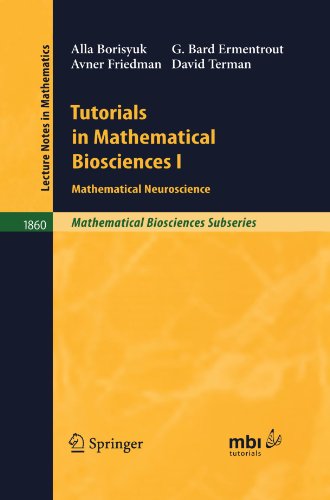 Lecture Notes in Mathematics
Alla Borisyuk G. Bard Ermentrout
Avner Friedman David Terman
Tutorials
in Mathematical
Biosciences I
Mathematical Neuroscience
1860
Mathematical Biosciences Subseries
Springer
mbi
tutorials